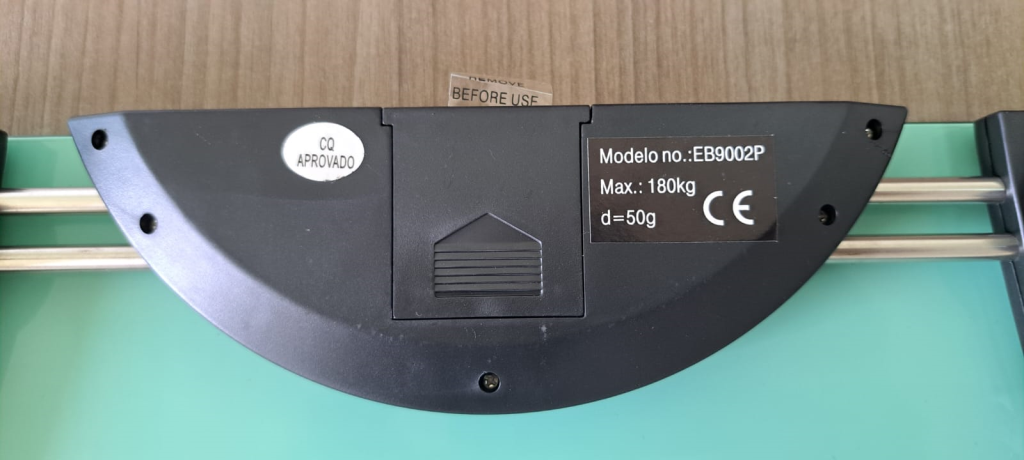 REMOVE
BEFORE USE
CQ
APROVADO
Modelo no.:EB9002P
Max.: 180kg
d=50g
CE